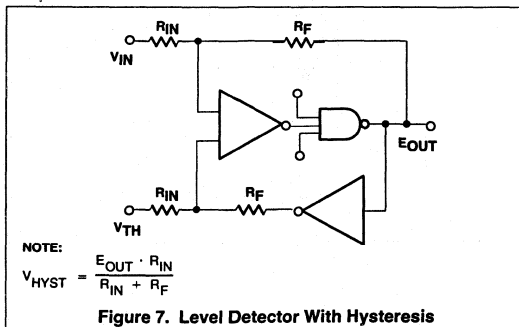 RIN
RF
VIN
EOUT
RIN
RF
VTH
NOTE:
VHYST = EOUT · RIN / RIN + RF
Figure 7. Level Detector With Hysteresis